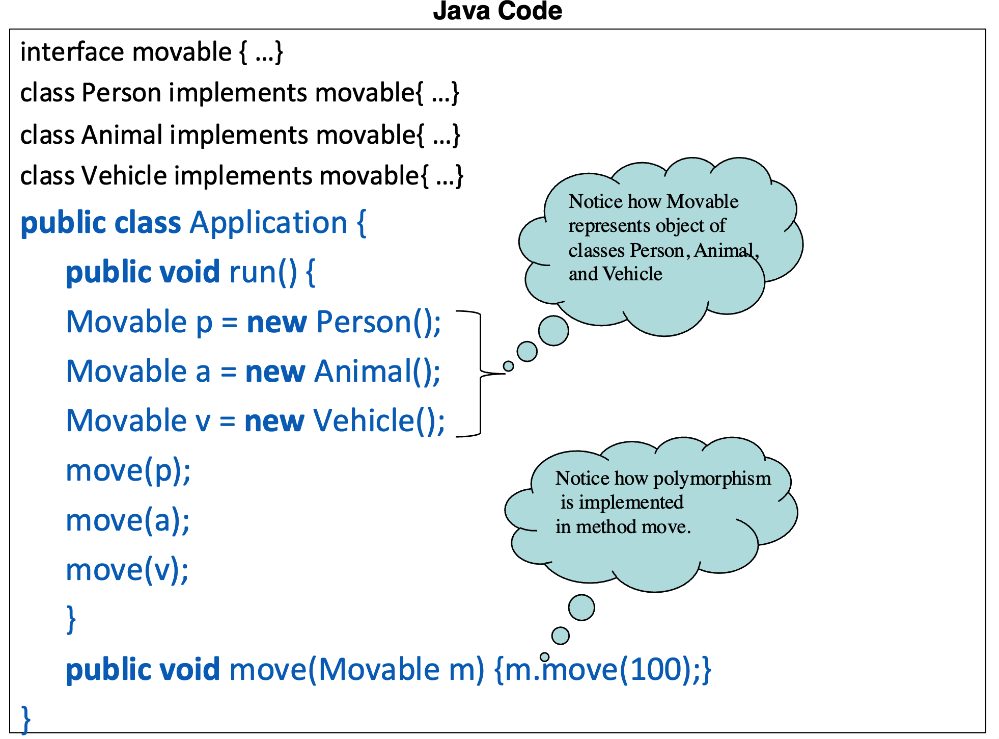 Java Code
interface movable { ...}
class Person implements movable{ ...}
class Animal implements movable{ ...}
class Vehicle implements movable{ ...}
public class Application {
public void run() {
Movable p = new Person();
Movable a = new Animal();
Movable v = new Vehicle();
move(p);
move(a);
move(v);
}
public void move(Movable m) {m.move(100);}
}
Notice how Movable
represents object of
classes Person, Animal,
and Vehicle
Notice how polymorphism
is implemented
in method move.